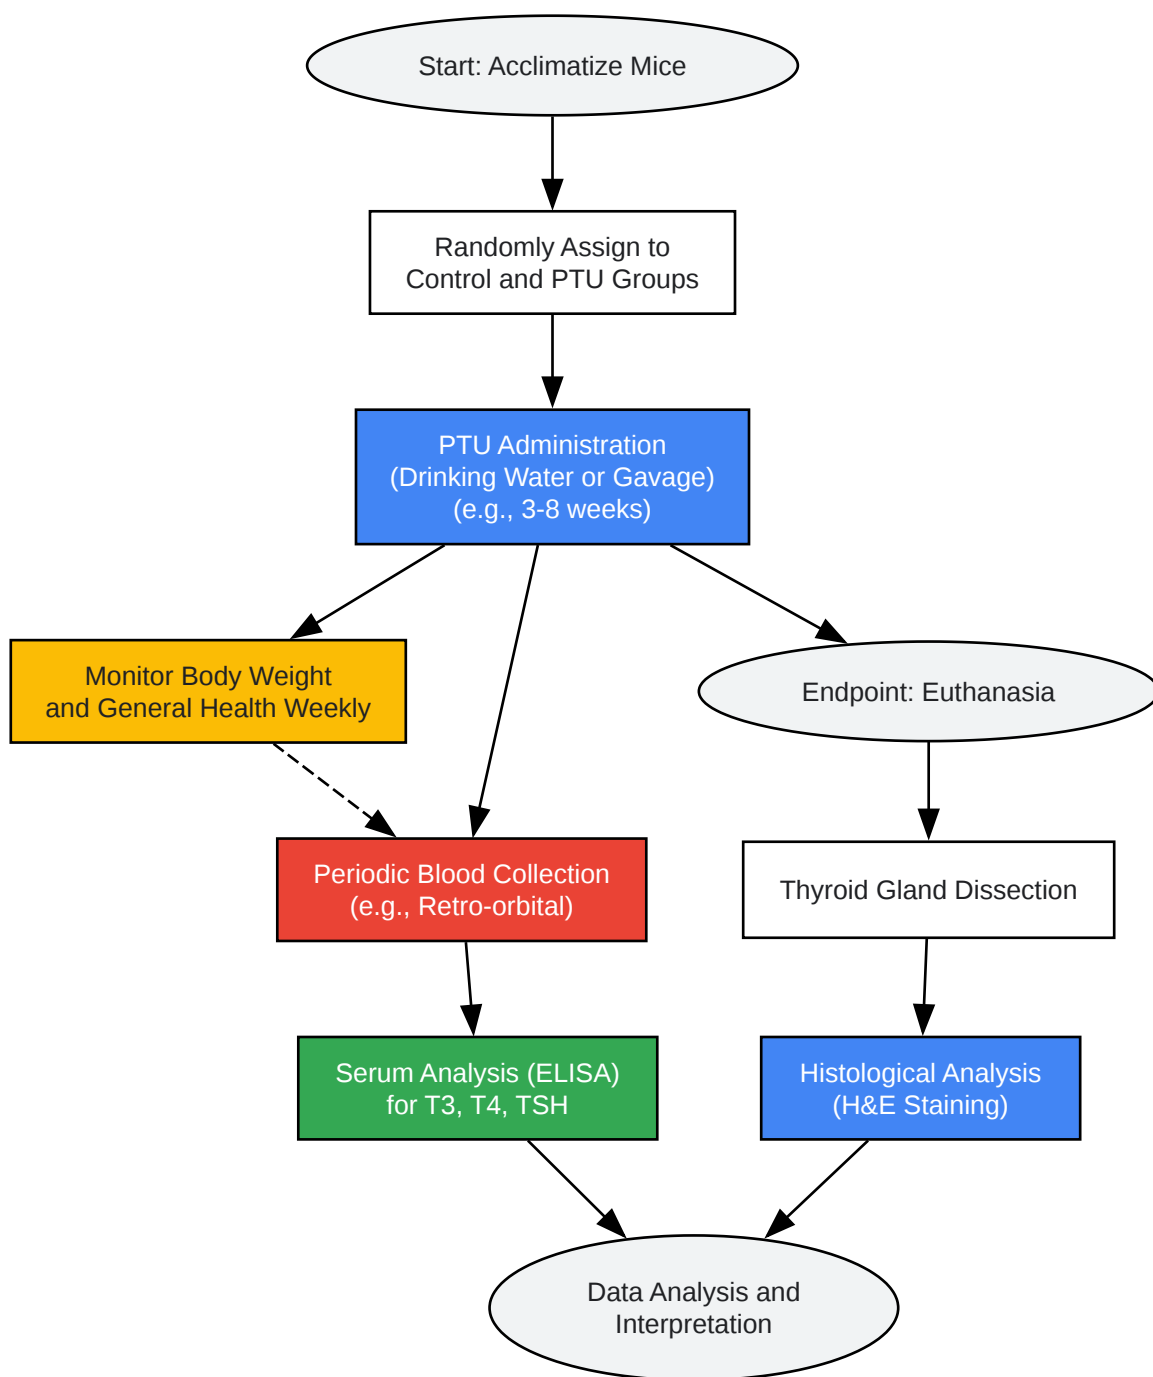 Start: Acclimatize Mice
Randomly Assign to
Control and PTU Groups
PTU Administration
(Drinking Water or Gavage)
(e.g., 3-8 weeks)
Monitor Body Weight
and General Health Weekly
Endpoint: Euthanasia
Periodic Blood Collection
(e.g., Retro-orbital)
Thyroid Gland Dissection
Serum Analysis (ELISA)
for T3, T4, TSH
Histological Analysis
(H&E Staining)
Data Analysis and
Interpretation